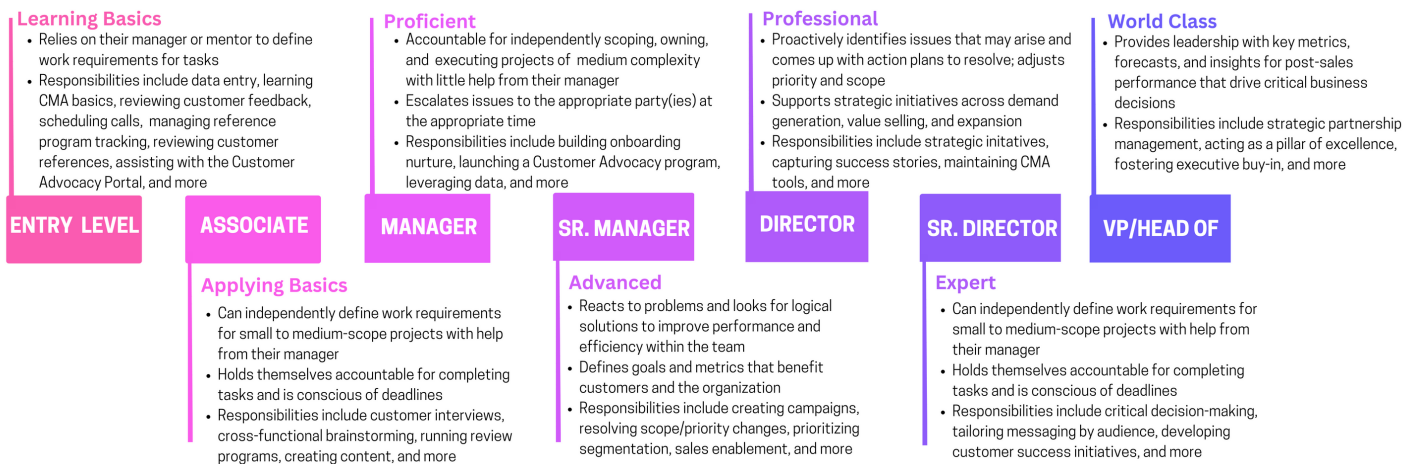 Learning Basics
• Relies on their manager or mentor to define
work requirements for tasks
• Responsibilities include data entry, learning
CMA basics, reviewing customer feedback,
scheduling calls, managing reference
program tracking, reviewing customer
references, assisting with the Customer
Advocacy Portal, and more
Proficient
• Accountable for independently scoping, owning,
and executing projects of medium complexity
with little help from their manager
• Escalates issues to the appropriate party(ies) at
the appropriate time
• Responsibilities include building onboarding
nurture, launching a Customer Advocacy program,
leveraging data, and more
Professional
• Proactively identifies issues that may arise and
comes up with action plans to resolve; adjusts
priority and scope
• Supports strategic initiatives across demand
generation, value selling, and expansion
• Responsibilities include strategic initatives,
capturing success stories, maintaining CMA
tools, and more
World Class
• Provides leadership with key metrics,
forecasts, and insights for post-sales
performance that drive critical business
decisions
• Responsibilities include strategic partnership
management, acting as a pillar of excellence,
fostering executive buy-in, and more
ENTRY LEVEL
ASSOCIATE
MANAGER
SR. MANAGER
DIRECTOR
SR. DIRECTOR
VP/HEAD OF
Applying Basics
• Can independently define work requirements
for small to medium-scope projects with help
from their manager
• Holds themselves accountable for completing
tasks and is conscious of deadlines
• Responsibilities include customer interviews,
cross-functional brainstorming, running review
programs, creating content, and more
Advanced
• Reacts to problems and looks for logical
solutions to improve performance and
efficiency within the team
• Defines goals and metrics that benefit
customers and the organization
• Responsibilities include creating campaigns,
resolving scope/priority changes, prioritizing
segmentation, sales enablement, and more
Expert
• Can independently define work requirements for
small to medium-scope projects with help from
their manager
• Holds themselves accountable for completing
tasks and is conscious of deadlines
• Responsibilities include critical decision-making,
tailoring messaging by audience, developing
customer success initiatives, and more